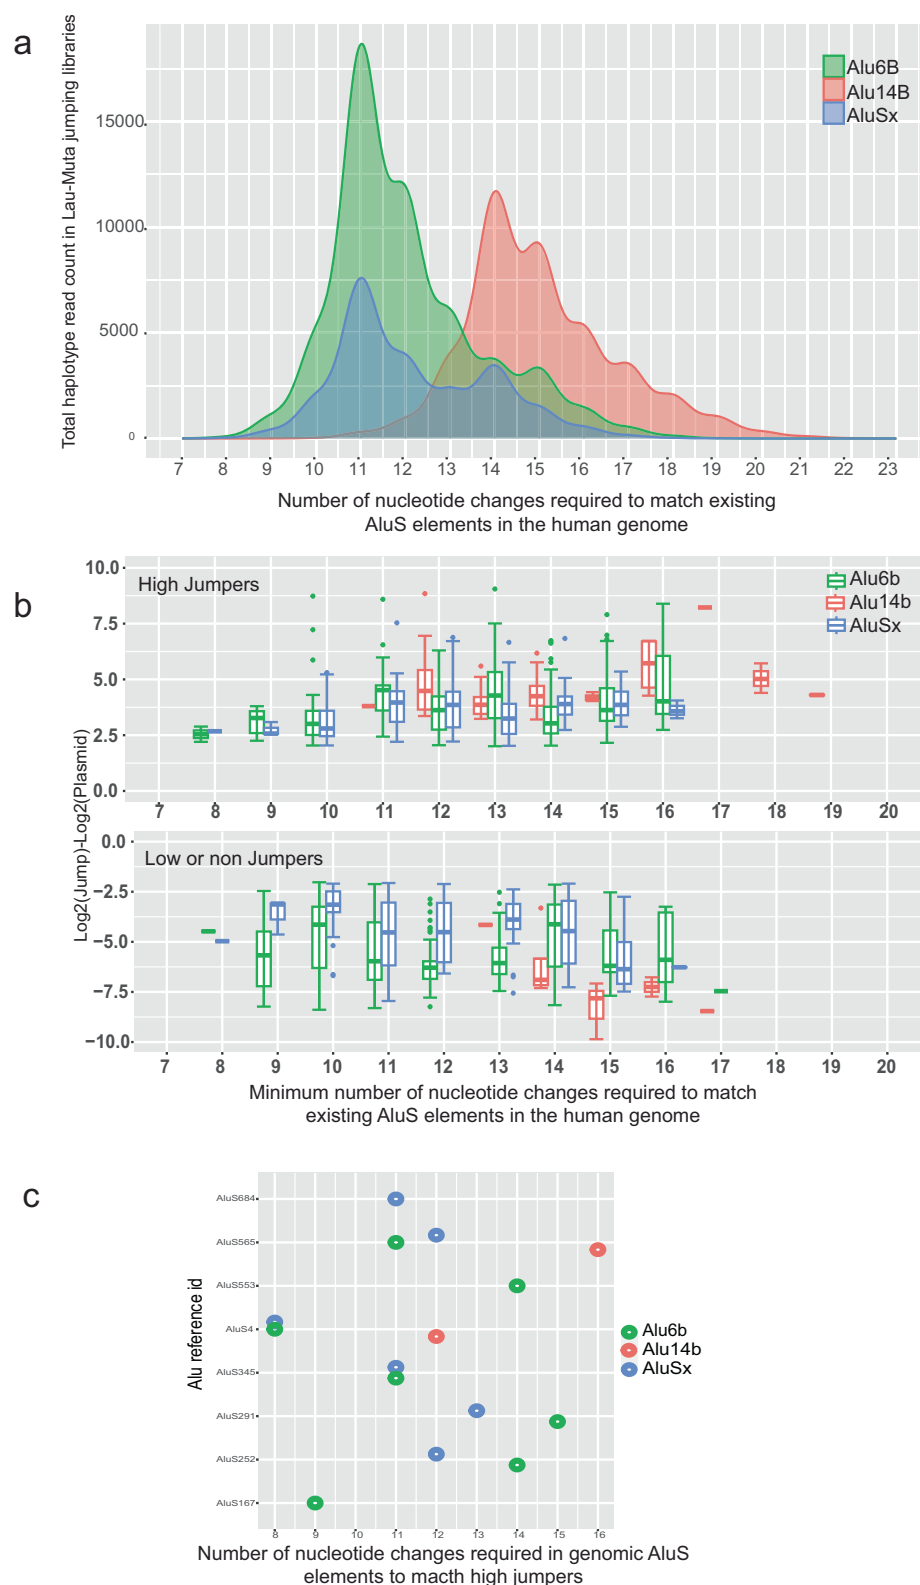 a
Total haplotype read count in Lau-Muta jumping libraries
15000
10000
5000
0
Alu6B
Alu14B
AluSx
7 8 9 10 11 12 13 14 15 16 17 18 19 20 21 22 23
Number of nucleotide changes required to match existing
AluS elements in the human genome
b
Log2(Jump)-Log2(Plasmid)
High Jumpers
10.0
7.5
5.0
2.5
0.0
Alu6b
Alu14b
AluSx
7 8 9 10 11 12 13 14 15 16 17 18 19 20
Low or non Jumpers
0.0
−2.5
−5.0
−7.5
−10.0
7 8 9 10 11 12 13 14 15 16 17 18 19 20
Minimum number of nucleotide changes required to match
existing AluS elements in the human genome
c
Alu reference id
AluS684
AluS565
AluS553
AluS4
AluS345
AluS291
AluS252
AluS167
Alu6b
Alu14b
AluSx
8 9 10 11 12 13 14 15 16
Number of nucleotide changes required in genomic AluS
elements to macth high jumpers